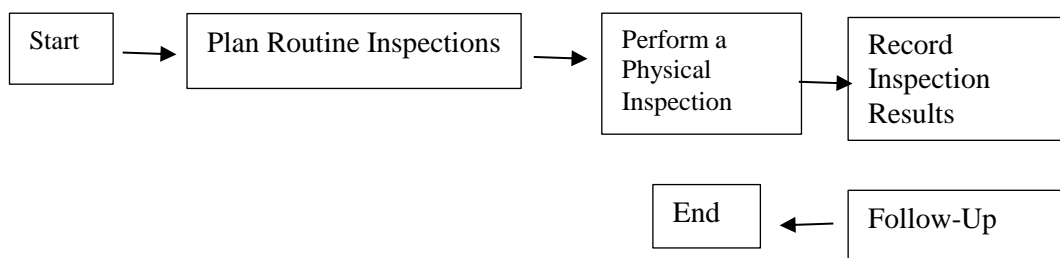 Start
Plan Routine Inspections
Perform a
Physical
Inspection
Record
Inspection
Results
Follow-Up
End